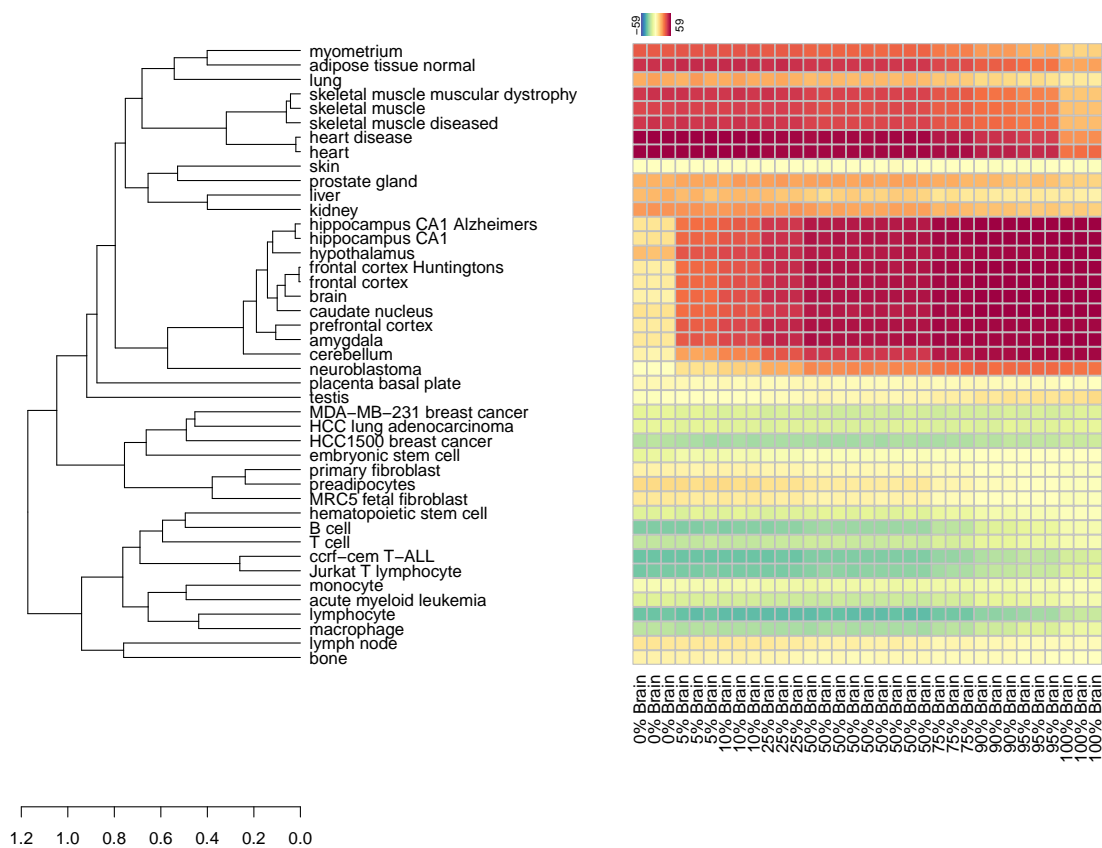 −59
59
myometrium
adipose tissue normal
lung
skeletal muscle muscular dystrophy
skeletal muscle
skeletal muscle diseased
heart disease
heart
skin
prostate gland
liver
kidney
hippocampus CA1 Alzheimers
hippocampus CA1
hypothalamus
frontal cortex Huntingtons
frontal cortex
brain
caudate nucleus
prefrontal cortex
amygdala
cerebellum
neuroblastoma
placenta basal plate
testis
MDA−MB−231 breast cancer
HCC lung adenocarcinoma
HCC1500 breast cancer
embryonic stem cell
primary fibroblast
preadipocytes
MRC5 fetal fibroblast
hematopoietic stem cell
B cell
T cell
ccrf−cem T−ALL
Jurkat T lymphocyte
monocyte
acute myeloid leukemia
lymphocyte
macrophage
lymph node
bone
0% Brain
0% Brain
0% Brain
5% Brain
5% Brain
5% Brain
10% Brain
10% Brain
10% Brain
25% Brain
25% Brain
25% Brain
50% Brain
50% Brain
50% Brain
50% Brain
50% Brain
50% Brain
50% Brain
50% Brain
50% Brain
75% Brain
75% Brain
75% Brain
90% Brain
90% Brain
90% Brain
95% Brain
95% Brain
95% Brain
100% Brain
100% Brain
100% Brain
1.2 1.0 0.8 0.6 0.4 0.2 0.0